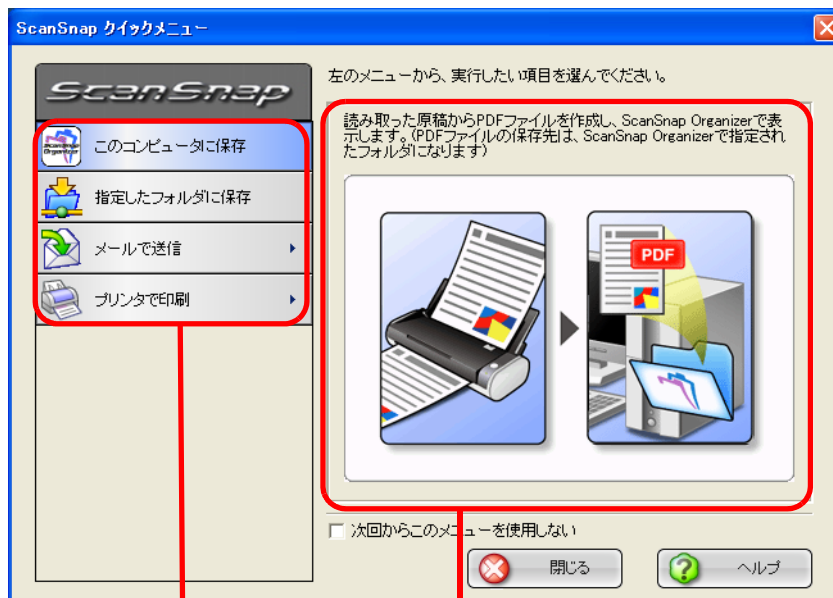 ScanSnap クイックメニュー
左のメニューから、実行したい項目を選んでください。
ScanSnap
このコンピュータに保存
指定したフォルダに保存
メールで送信
プリンタで印刷
読み取った原稿からPDFファイルを作成し、ScanSnap Organizerで表
示します。(PDFファイルの保存先は、ScanSnap Organizerで指定され
たフォルダになります)
PDF
次回からこのメニューを使用しない
閉じる
ヘルプ